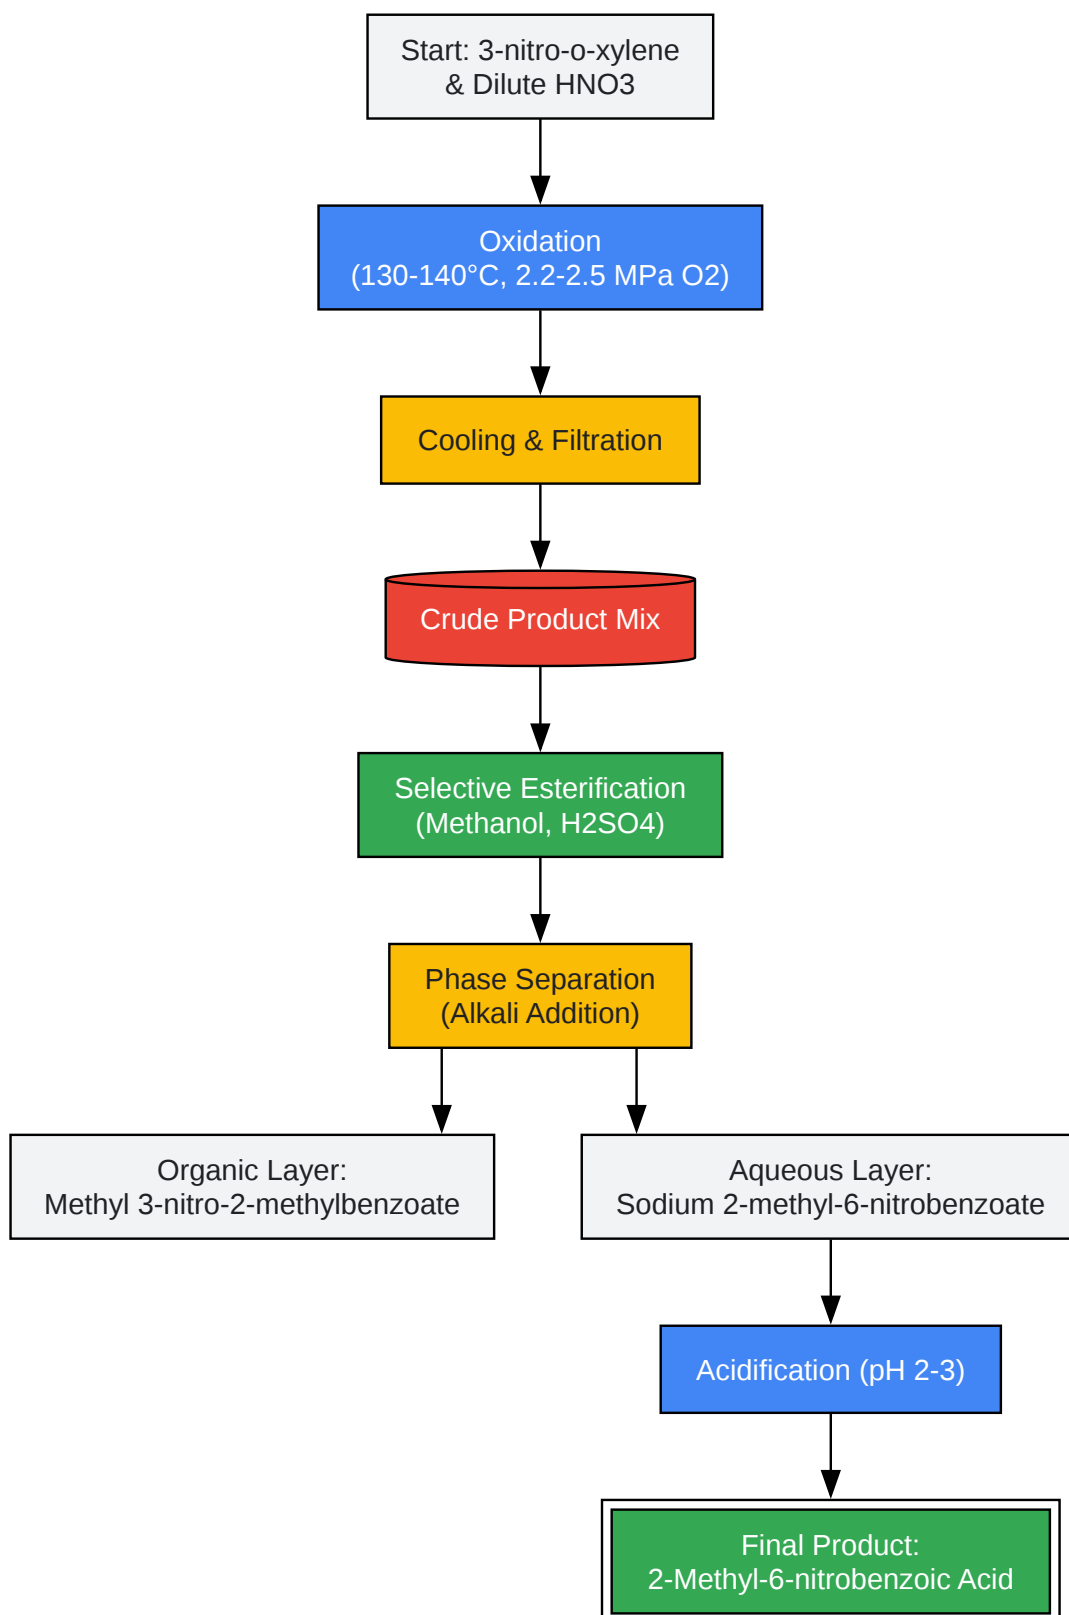 Start: 3-nitro-o-xylene
& Dilute HNO3
Oxidation
(130-140°C, 2.2-2.5 MPa O2)
Cooling & Filtration
Crude Product Mix
Selective Esterification
(Methanol, H2SO4)
Phase Separation
(Alkali Addition)
Organic Layer:
Methyl 3-nitro-2-methylbenzoate
Aqueous Layer:
Sodium 2-methyl-6-nitrobenzoate
Acidification (pH 2-3)
Final Product:
2-Methyl-6-nitrobenzoic Acid